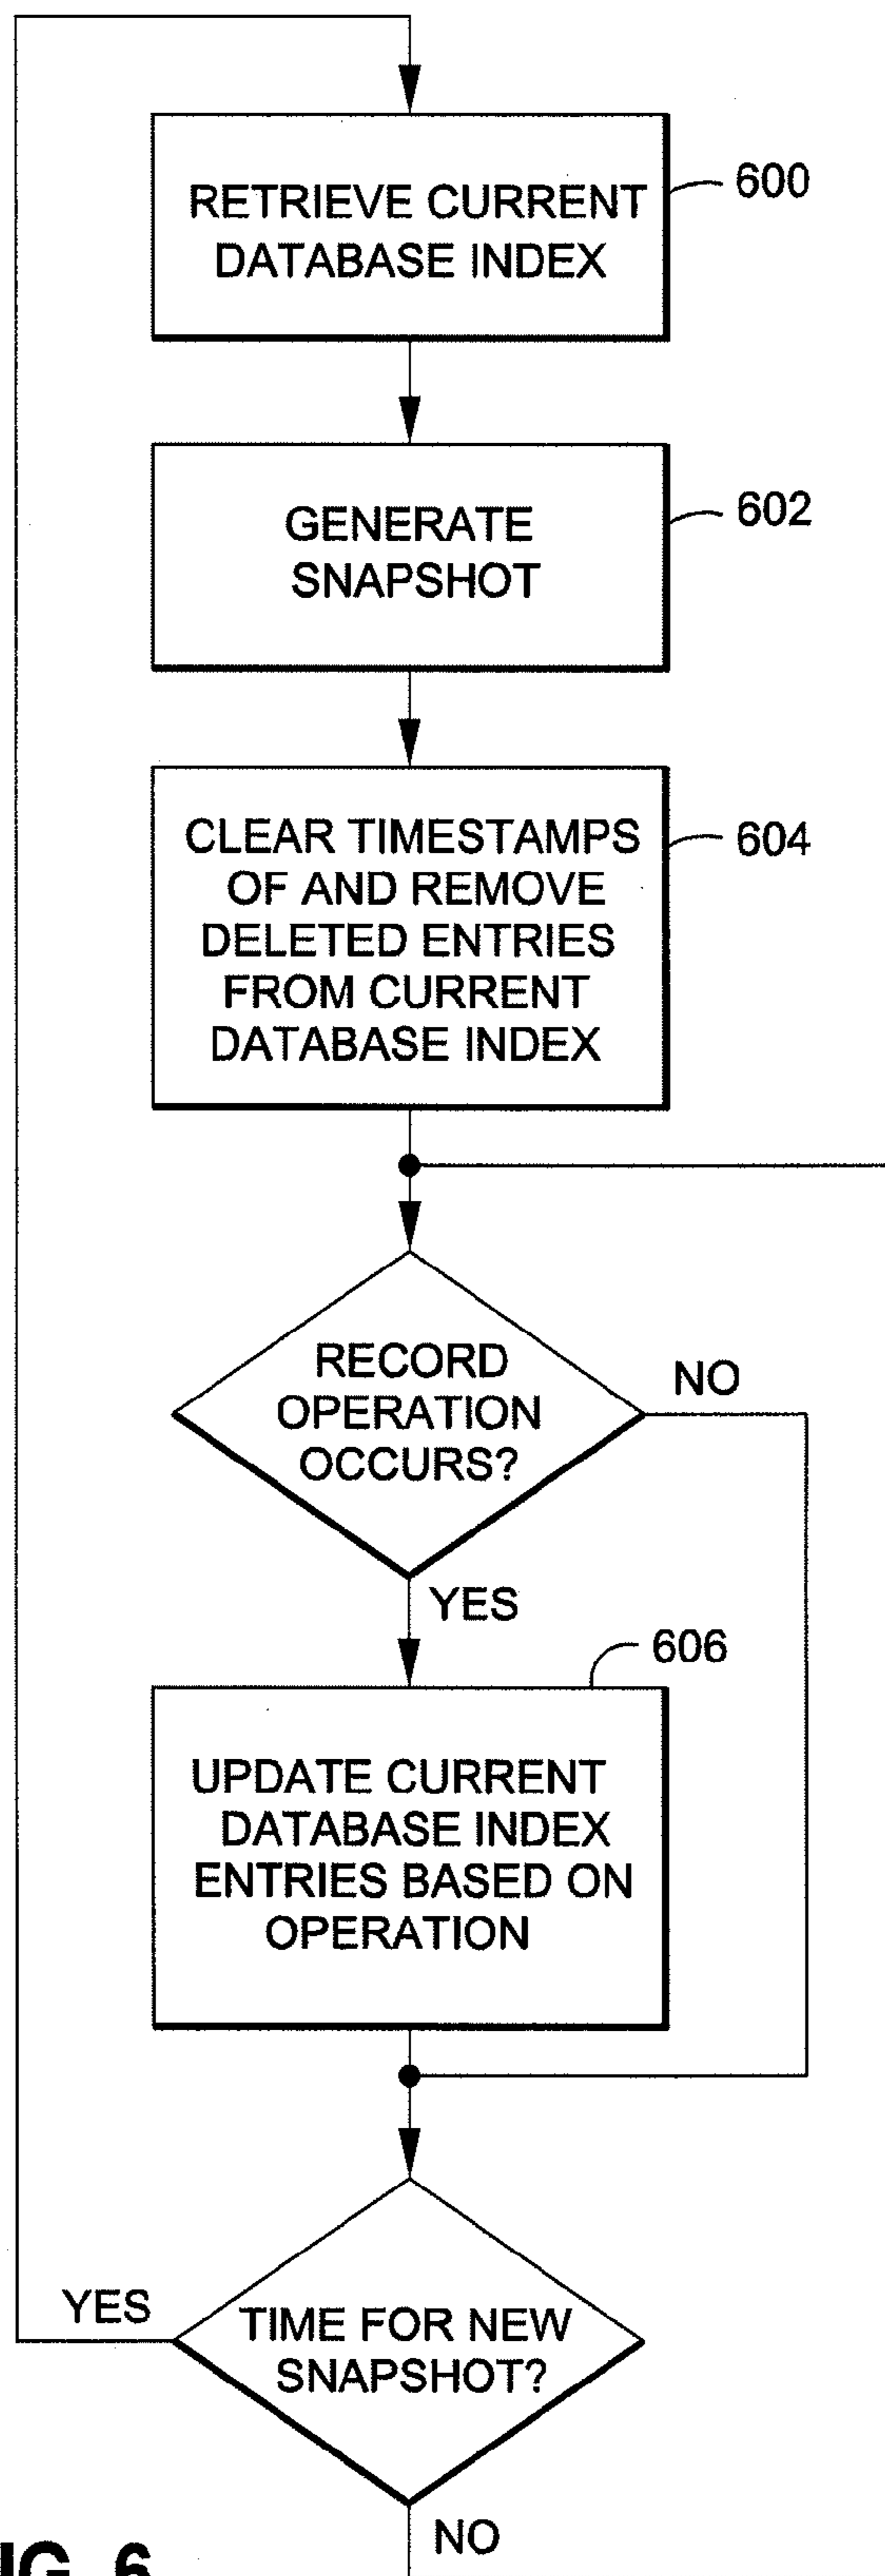 RETRIEVE CURRENT
DATABASE INDEX
600
GENERATE
SNAPSHOT
602
CLEAR TIMESTAMPS
OF AND REMOVE
DELETED ENTRIES
FROM CURRENT
DATABASE INDEX
604
RECORD
OPERATION
OCCURS?
NO
YES
606
UPDATE CURRENT
DATABASE INDEX
ENTRIES BASED ON
OPERATION
YES
TIME FOR NEW
SNAPSHOT?
NO
IG. 6